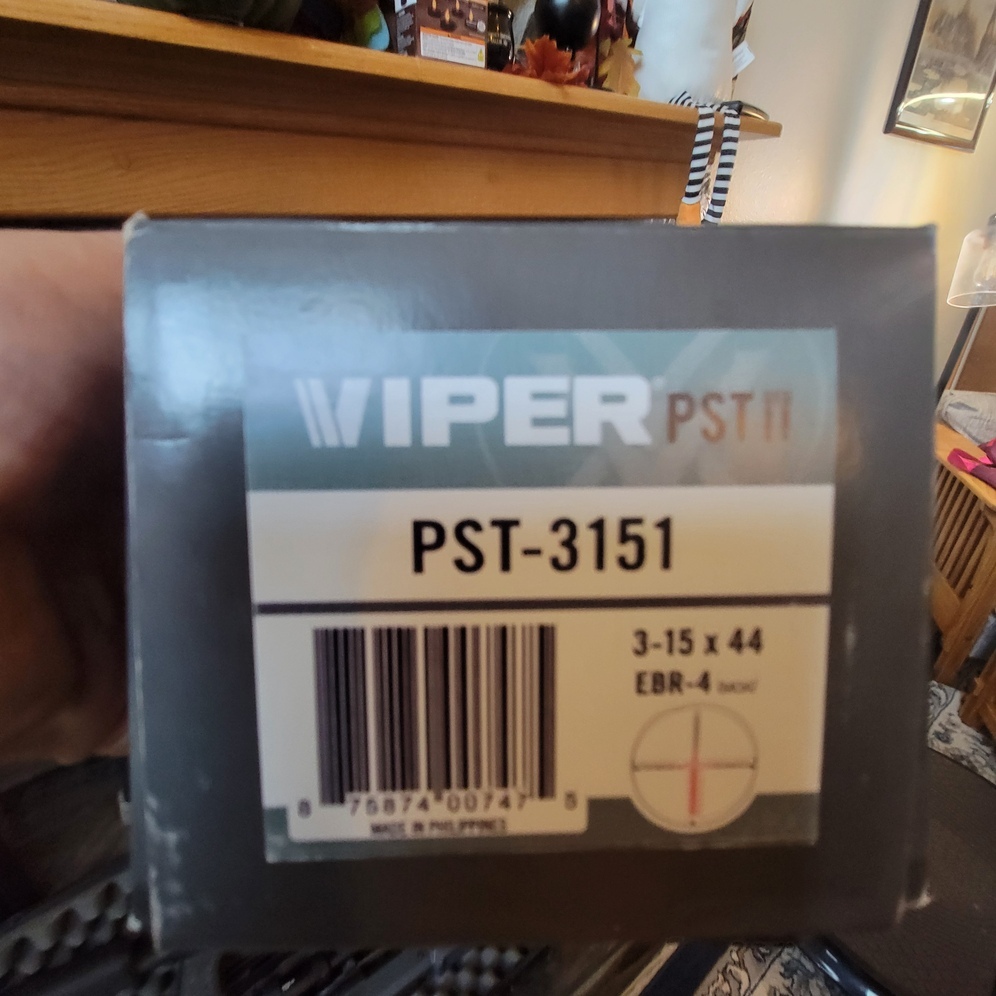 VIPER PST II
PST-3151
3-15 x 44
EBR-4
8 75874 00747 5
MADE IN PHILIPPINES